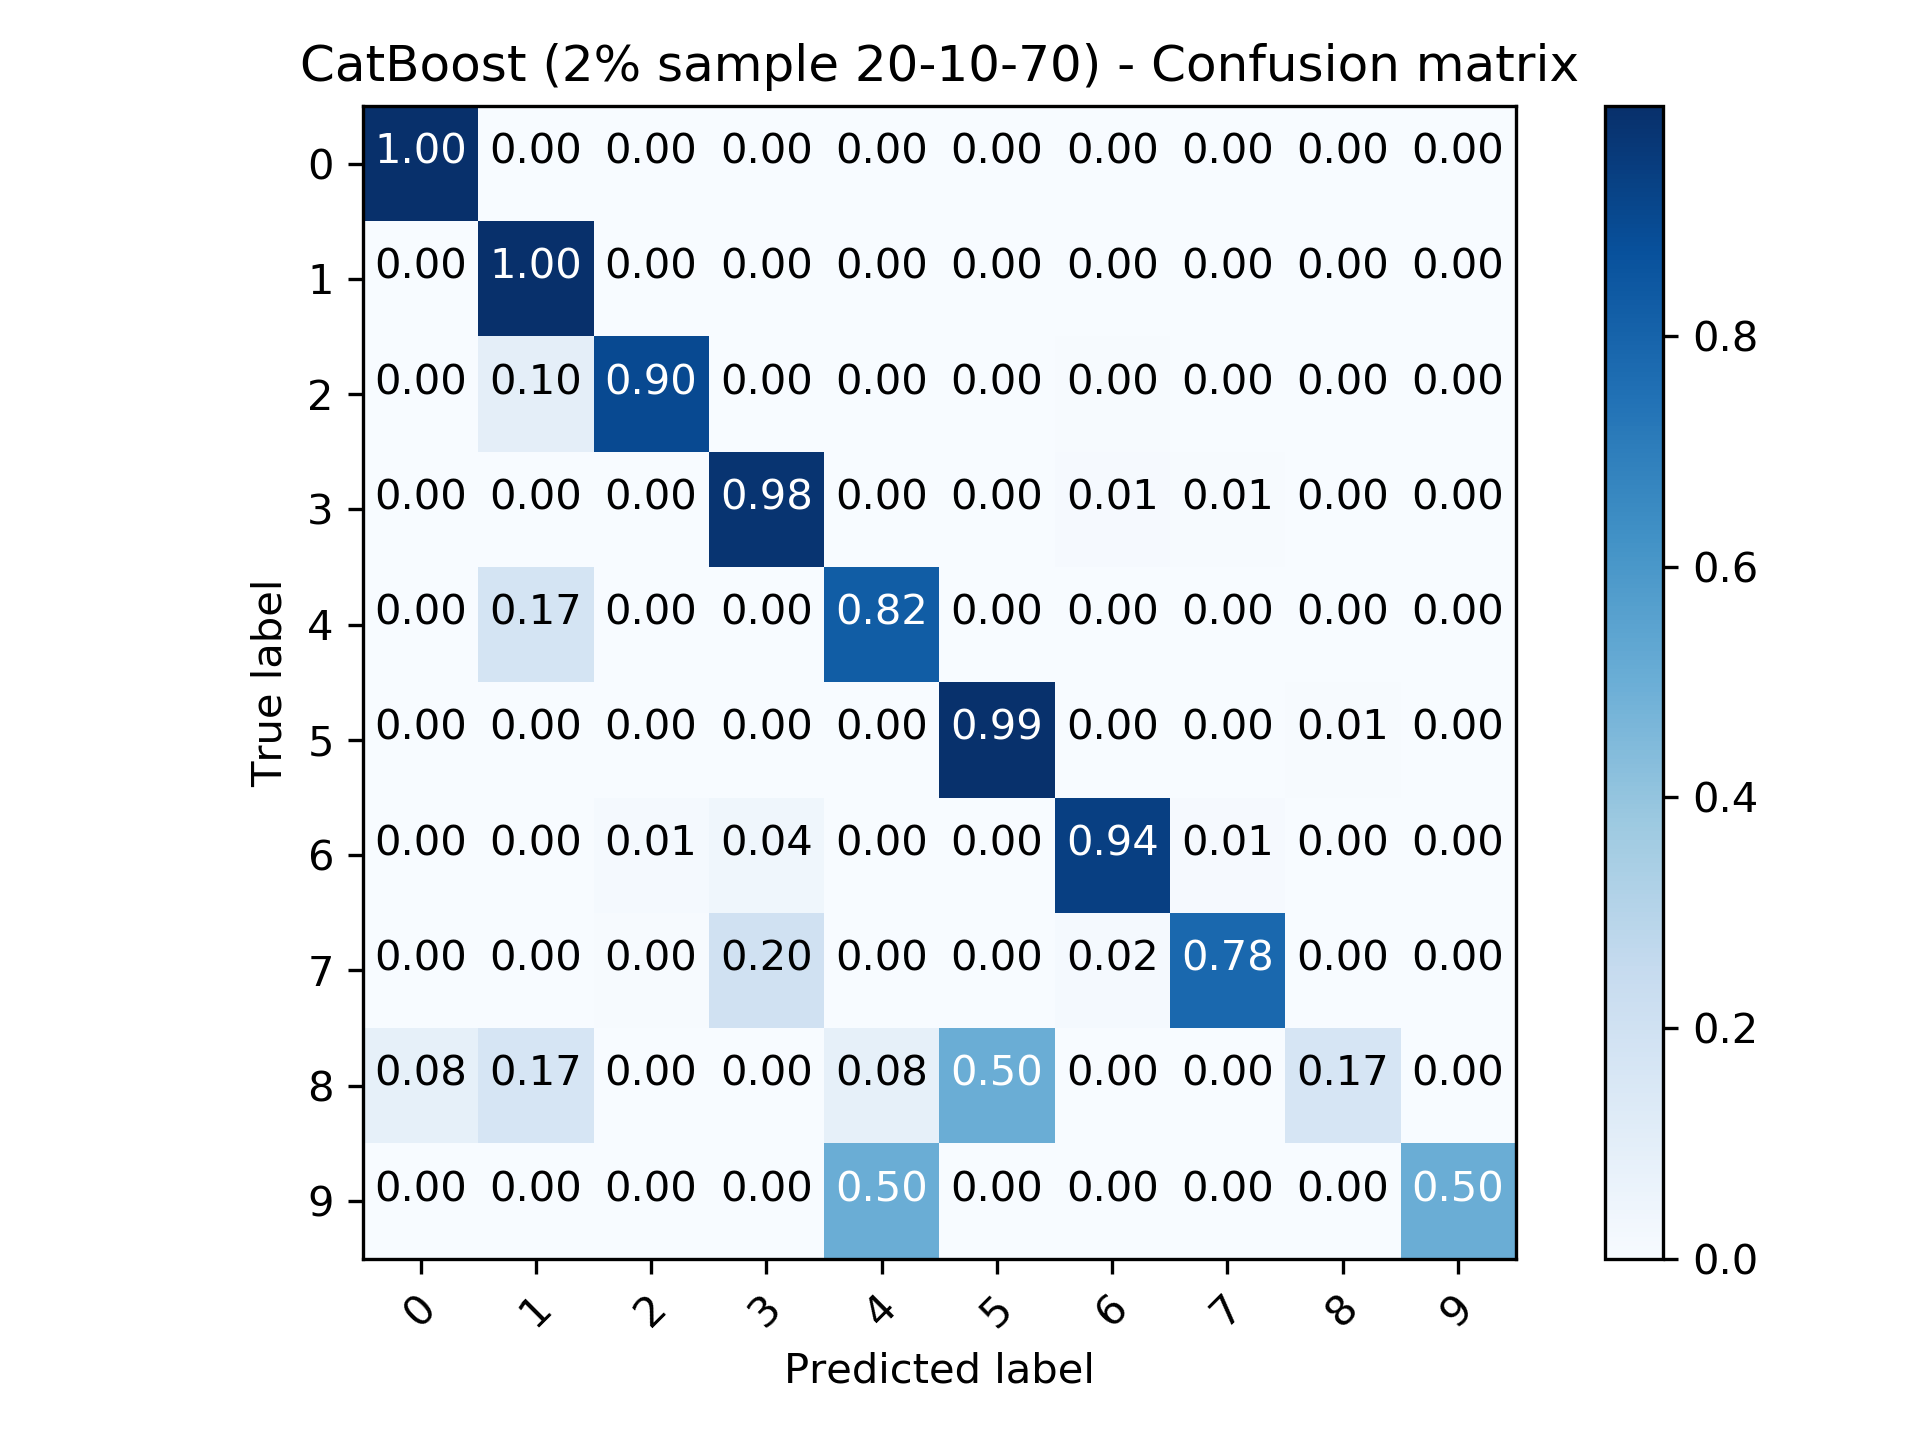 CatBoost (2% sample 20-10-70) - Confusion matrix
0 1.00 0.00 0.00 0.00 0.00 0.00 0.00 0.00 0.00 0.00
1 0.00 1.00 0.00 0.00 0.00 0.00 0.00 0.00 0.00 0.00
2 0.00 0.10 0.90 0.00 0.00 0.00 0.00 0.00 0.00 0.00
3 0.00 0.00 0.00 0.98 0.00 0.00 0.01 0.01 0.00 0.00
4 0.00 0.17 0.00 0.00 0.82 0.00 0.00 0.00 0.00 0.00
5 0.00 0.00 0.00 0.00 0.00 0.99 0.00 0.00 0.01 0.00
6 0.00 0.00 0.01 0.04 0.00 0.00 0.94 0.01 0.00 0.00
7 0.00 0.00 0.00 0.20 0.00 0.00 0.02 0.78 0.00 0.00
8 0.08 0.17 0.00 0.00 0.08 0.50 0.00 0.00 0.17 0.00
9 0.00 0.00 0.00 0.00 0.50 0.00 0.00 0.00 0.00 0.50
0 1 2 3 4 5 6 7 8 9
Predicted label
True label
0.8
0.6
0.4
0.2
0.0